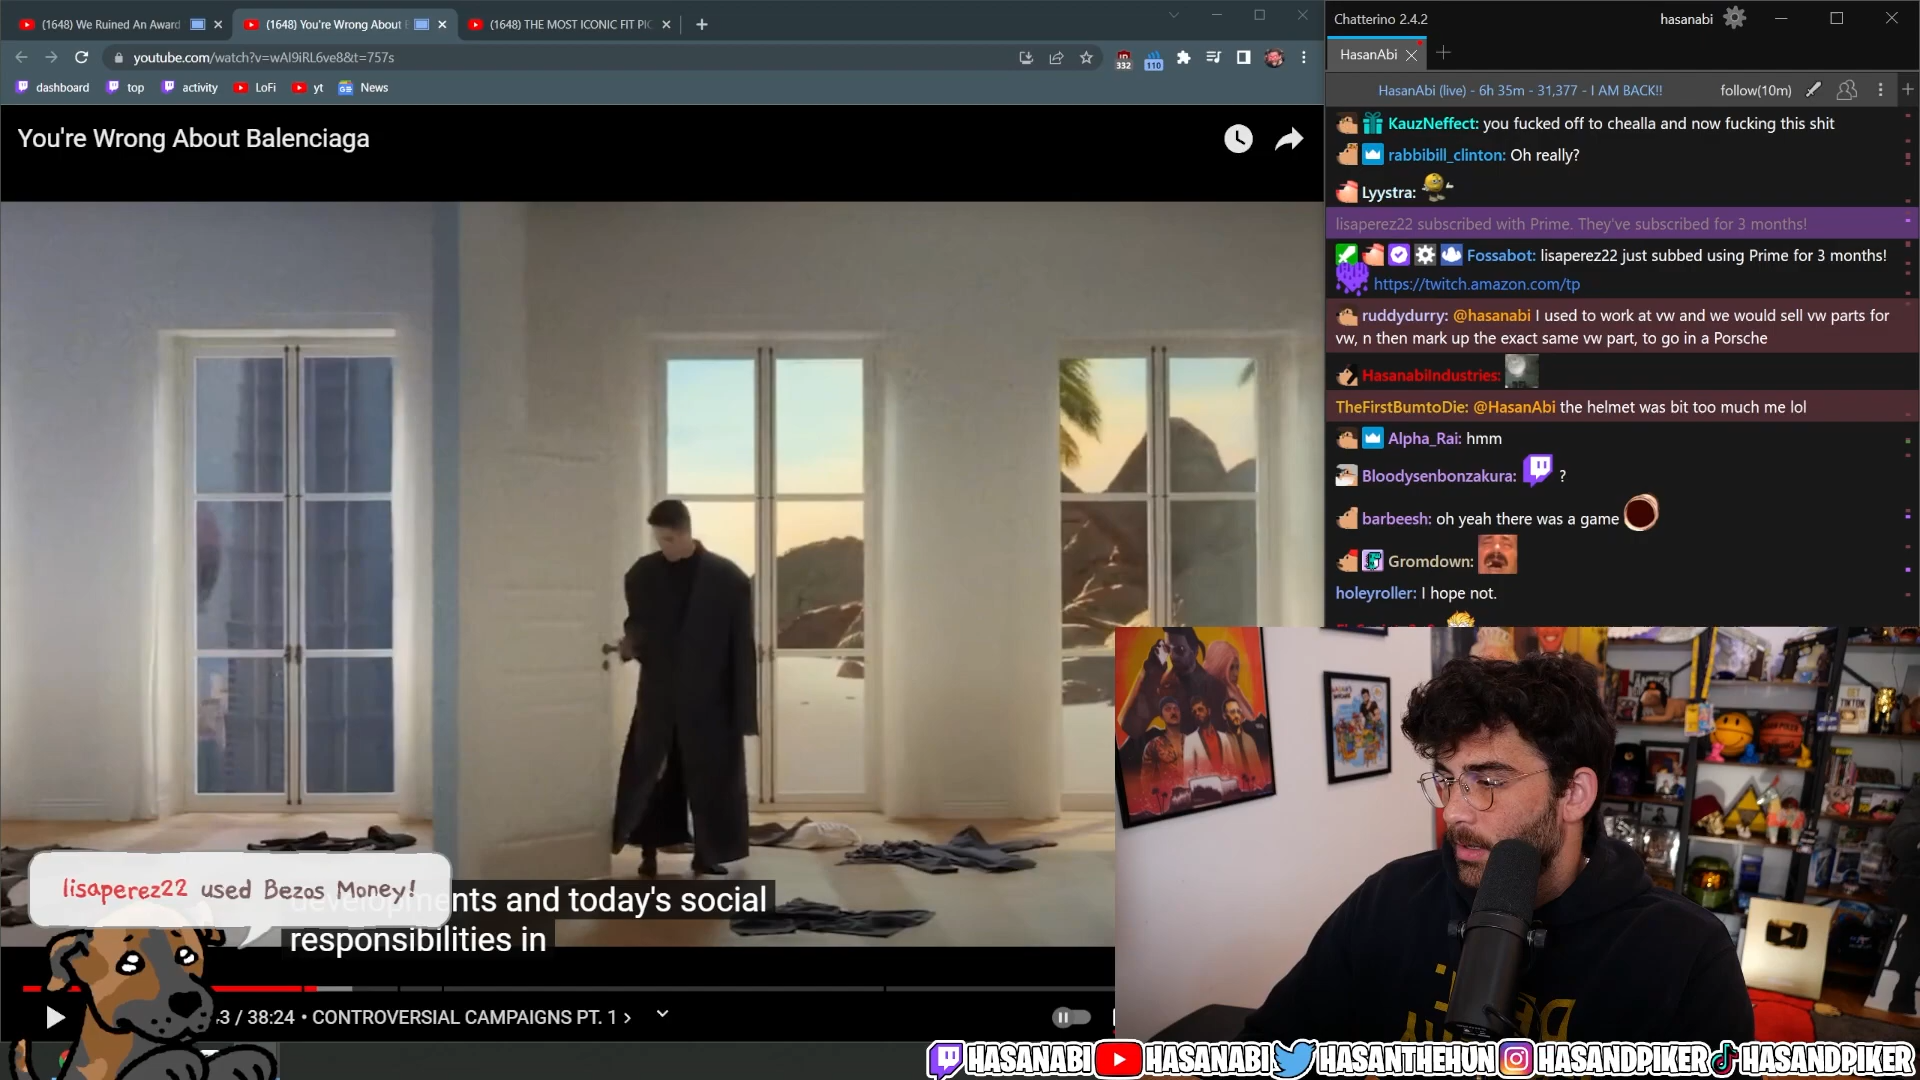 (1648) We Ruined An Award
(1648) You're Wrong About B
(1648) THE MOST ICONIC FIT PIC
youtube.com/watch?v=wAI9iRL6ve8&t=757s
332
110
dashboard
top
activity
LoFi
yt
News
You're Wrong About Balenciaga
lisaperez22 used Bezos Money!
developments and today's social
responsibilities in
3 / 38:24 • CONTROVERSIAL CAMPAIGNS PT. 1 >
Chatterino 2.4.2
hasanabi
HasanAbi
HasanAbi (live) - 6h 35m - 31,377 - I AM BACK!!
follow(10m)
KauzNeffect: you fucked off to chealla and now fucking this shit
rabbibill_clinton: Oh really?
Lyystra:
lisaperez22 subscribed with Prime. They've subscribed for 3 months!
Fossabot: lisaperez22 just subbed using Prime for 3 months!
https://twitch.amazon.com/tp
ruddydurry: @hasanabi I used to work at vw and we would sell vw parts for
vw, n then mark up the exact same vw part, to go in a Porsche
HasanabiIndustries:
TheFirstBumtoDie: @HasanAbi the helmet was bit too much me lol
Alpha_Rai: hmm
Bloodysenbonzakura: ?
barbeesh: oh yeah there was a game
Gromdown:
holeyroller: I hope not.
HASANABI HASANABI HASANTHEHUN HASANDPIKER HASANDPIKER